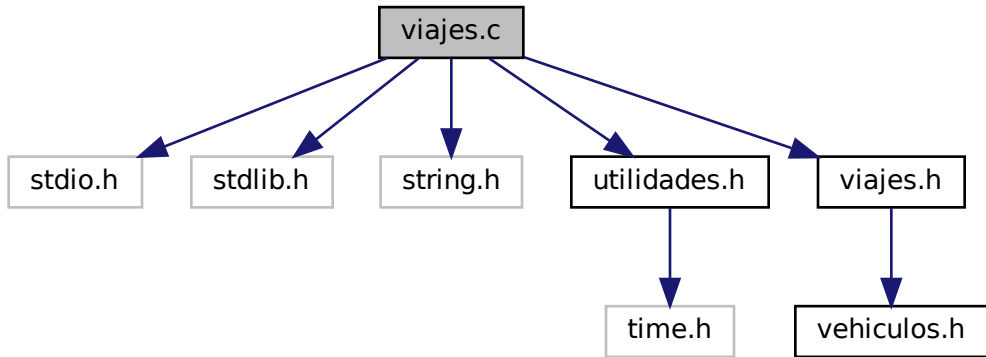 viajes.c
stdio.h
stdlib.h
string.h
utilidades.h
viajes.h
time.h
vehiculos.h